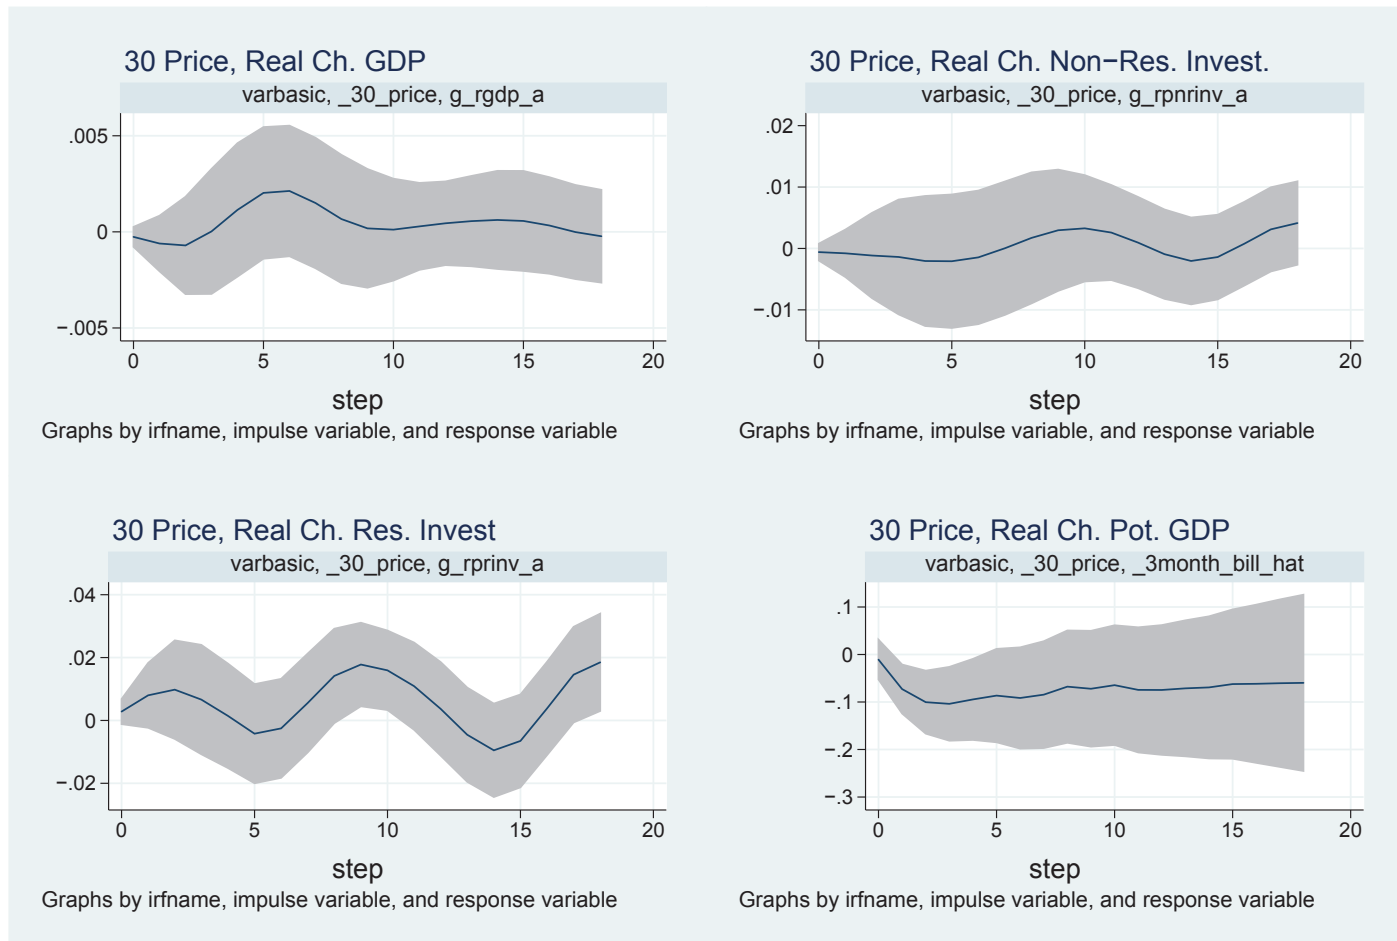 30 Price, Real Ch. GDP
varbasic, _30_price, g_rgdp_a
.005
0
−.005
0 5 10 15 20
step
Graphs by irfname, impulse variable, and response variable
30 Price, Real Ch. Non−Res. Invest.
varbasic, _30_price, g_rpnrinv_a
.02
.01
0
−.01
0 5 10 15 20
step
Graphs by irfname, impulse variable, and response variable
30 Price, Real Ch. Res. Invest
varbasic, _30_price, g_rprinv_a
.04
.02
0
−.02
0 5 10 15 20
step
Graphs by irfname, impulse variable, and response variable
30 Price, Real Ch. Pot. GDP
varbasic, _30_price, _3month_bill_hat
.1
0
−.1
−.2
−.3
0 5 10 15 20
step
Graphs by irfname, impulse variable, and response variable